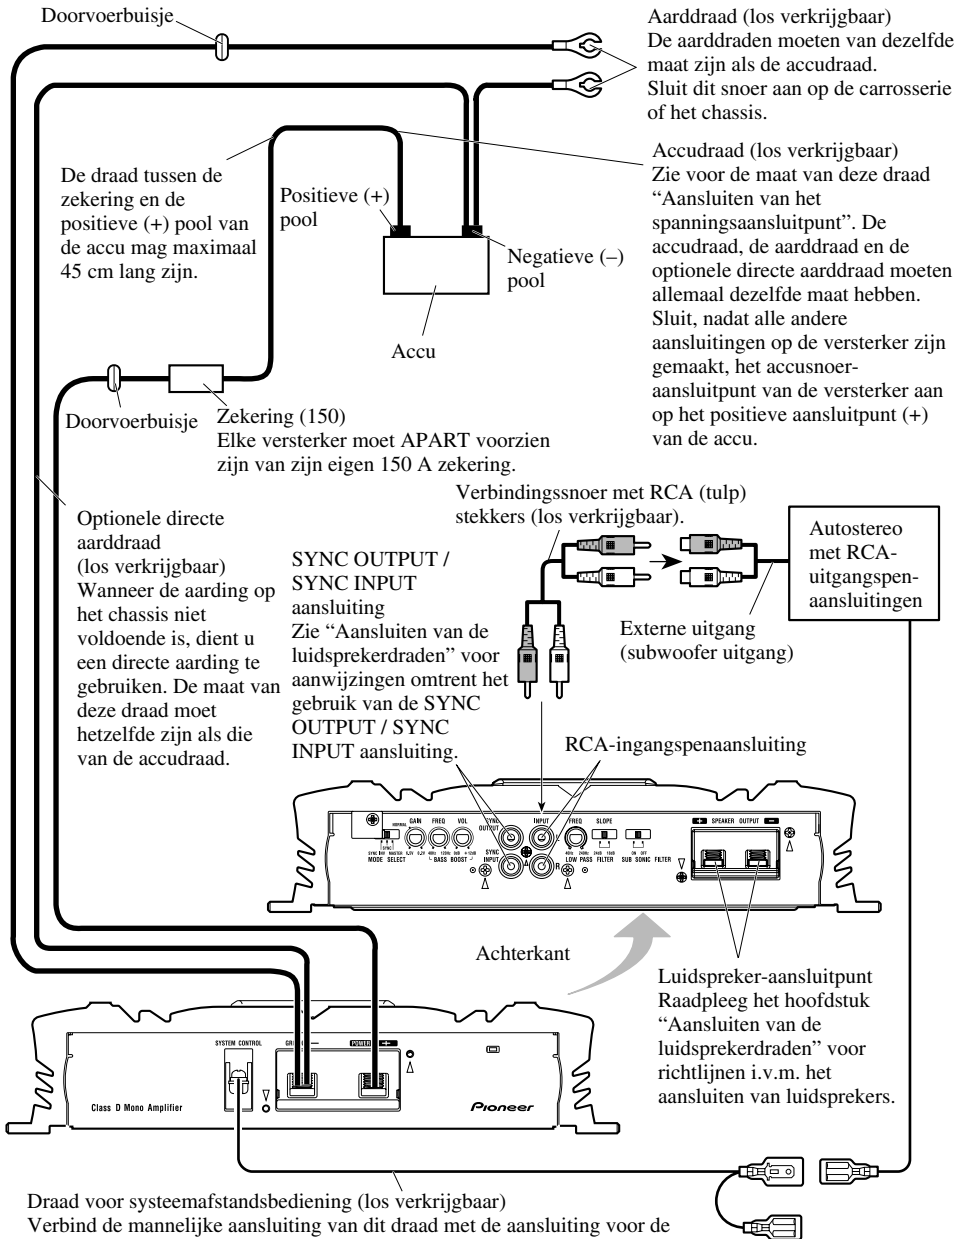 Doorvoerbuisje
Aarddraad (los verkrijgbaar)
De aarddraden moeten van dezelfde
maat zijn als de accudraad.
Sluit dit snoer aan op de carrosserie
of het chassis.
De draad tussen de
zekering en de
positieve (+) pool van
de accu mag maximaal
45 cm lang zijn.
Positieve (+)
pool
Negatieve (–)
pool
Accu
Accudraad (los verkrijgbaar)
Zie voor de maat van deze draad
“Aansluiten van het
spanningsaansluitpunt”. De
accudraad, de aarddraad en de
optionele directe aarddraad moeten
allemaal dezelfde maat hebben.
Sluit, nadat alle andere
aansluitingen op de versterker zijn
gemaakt, het accusnoer-
aansluitpunt van de versterker aan
op het positieve aansluitpunt (+)
van de accu.
Doorvoerbuisje
Zekering (150)
Elke versterker moet APART voorzien
zijn van zijn eigen 150 A zekering.
Optionele directe
aarddraad
(los verkrijgbaar)
Wanneer de aarding op
het chassis niet
voldoende is, dient u
een directe aarding te
gebruiken. De maat van
deze draad moet
hetzelfde zijn als die
van de accudraad.
Verbindingssnoer met RCA (tulp)
stekkers (los verkrijgbaar).
SYNC OUTPUT /
SYNC INPUT
aansluiting
Zie “Aansluiten van de
luidsprekerdraden” voor
aanwijzingen omtrent het
gebruik van de SYNC
OUTPUT / SYNC
INPUT aansluiting.
Autostereo
met RCA-
uitgangspen-
aansluitingen
Externe uitgang
(subwoofer uitgang)
RCA-ingangspenaansluiting
NORMAL GAIN FREQ VOL SYNC OUTPUT INPUT FREQ SLOPE
SPEAKER OUTPUT
MODE SELECT BASS BOOST SYNC INPUT L R LOW PASS FILTER SUB SONIC FILTER
ON OFF
Achterkant
Luidspreker-aansluitpunt
Raadpleeg het hoofdstuk
“Aansluiten van de
luidsprekerdraden” voor
richtlijnen i.v.m. het
aansluiten van luidsprekers.
SYSTEM CONTROL
POWER
Class D Mono Amplifier
Pioneer
Draad voor systeemafstandsbediening (los verkrijgbaar)
Verbind de mannelijke aansluiting van dit draad met de aansluiting voor de